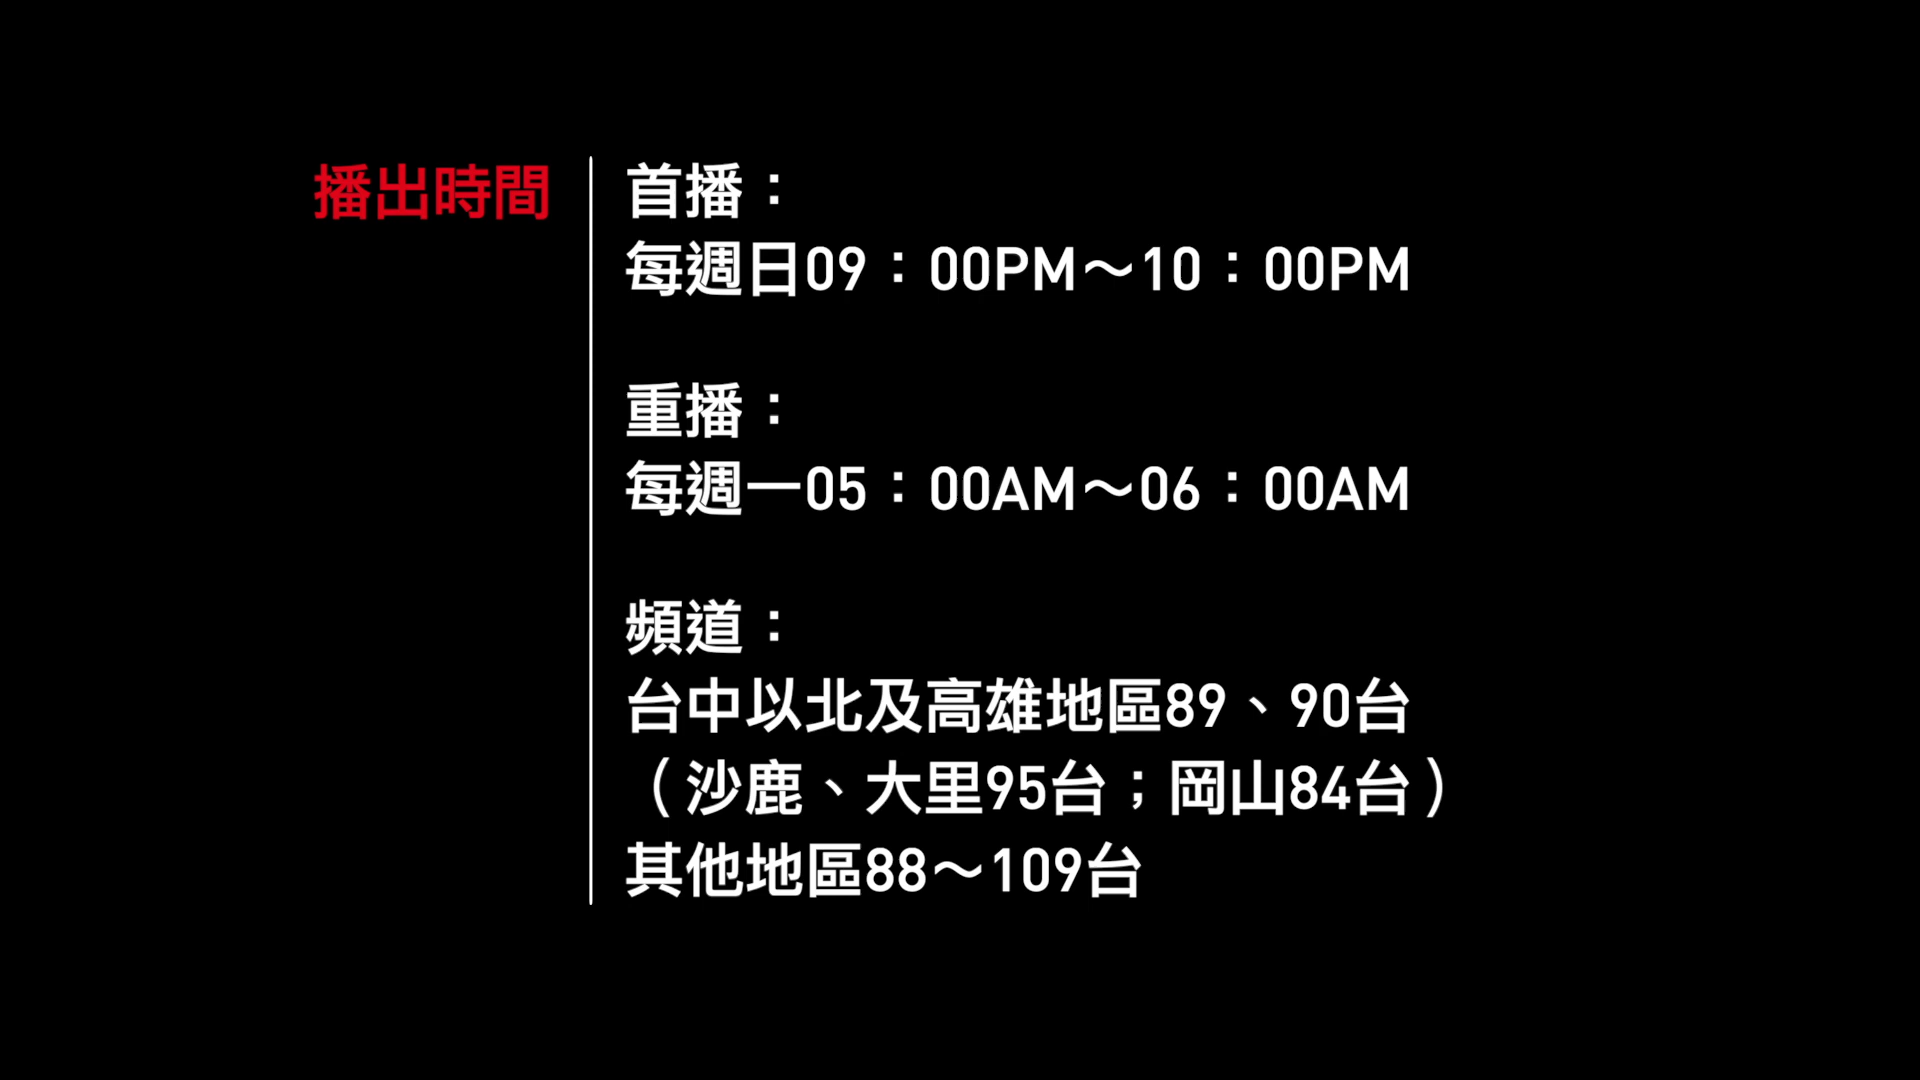 播出時間
首播：
每週日09：00PM～10：00PM
重播：
每週一05：00AM～06：00AM
頻道：
台中以北及高雄地區89、90台
（沙鹿、大里95台；岡山84台）
其他地區88～109台